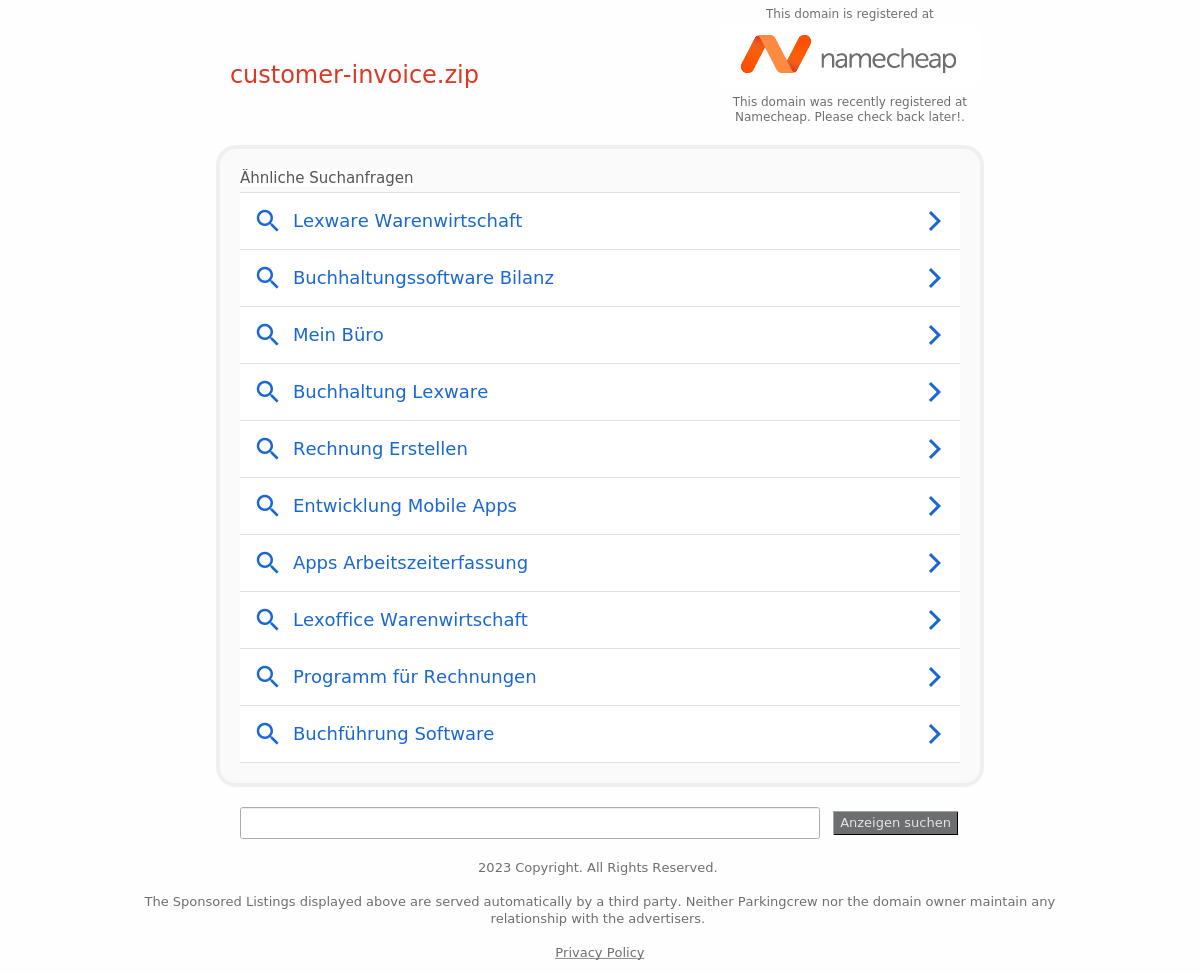 This domain is registered at
namecheap
customer-invoice.zip
This domain was recently registered at
Namecheap. Please check back later!.
Ähnliche Suchanfragen
Lexware Warenwirtschaft
Buchhaltungssoftware Bilanz
Mein Büro
Buchhaltung Lexware
Rechnung Erstellen
Entwicklung Mobile Apps
Apps Arbeitszeiterfassung
Lexoffice Warenwirtschaft
Programm für Rechnungen
Buchführung Software
Anzeigen suchen
2023 Copyright. All Rights Reserved.
The Sponsored Listings displayed above are served automatically by a third party. Neither Parkingcrew nor the domain owner maintain any
relationship with the advertisers.
Privacy Policy